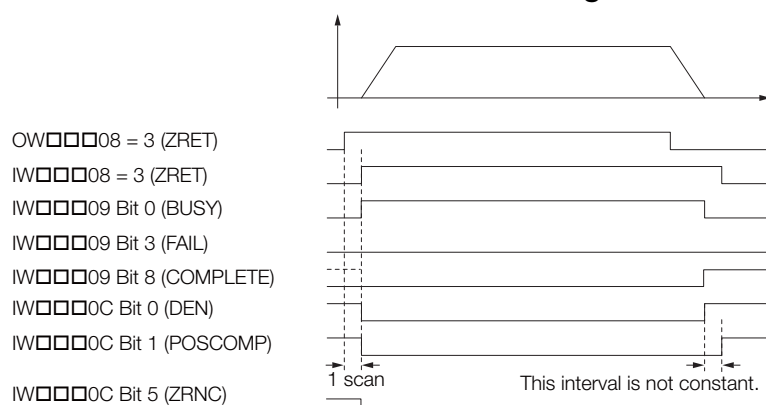 OW□□□08 = 3 (ZRET)
IW□□□08 = 3 (ZRET)
IW□□□09 Bit 0 (BUSY)
IW□□□09 Bit 3 (FAIL)
IW□□□09 Bit 8 (COMPLETE)
IW□□□0C Bit 0 (DEN)
IW□□□0C Bit 1 (POSCOMP)
1 scan
This interval is not constant.
IW□□□0C Bit 5 (ZRNC)